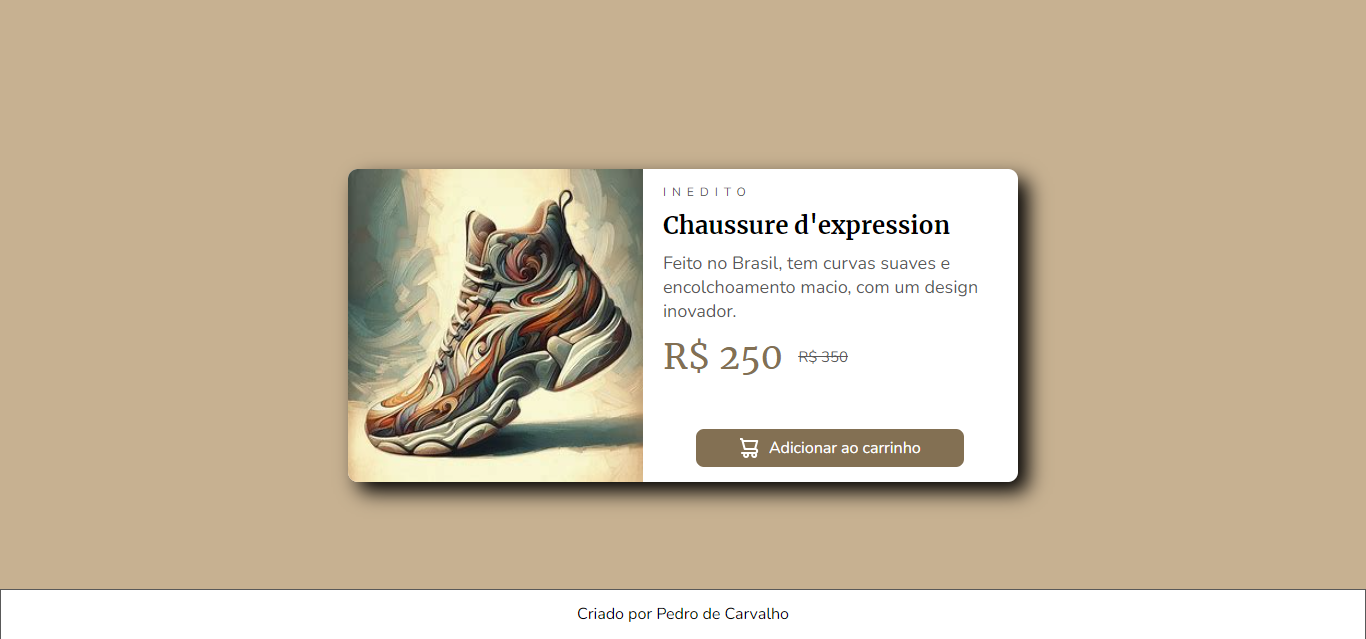 INEDITO
Chaussure d'expression
Feito no Brasil, tem curvas suaves e
encolchoamento macio, com um design
inovador.
R$ 250 R$ 350
Adicionar ao carrinho
Criado por Pedro de Carvalho